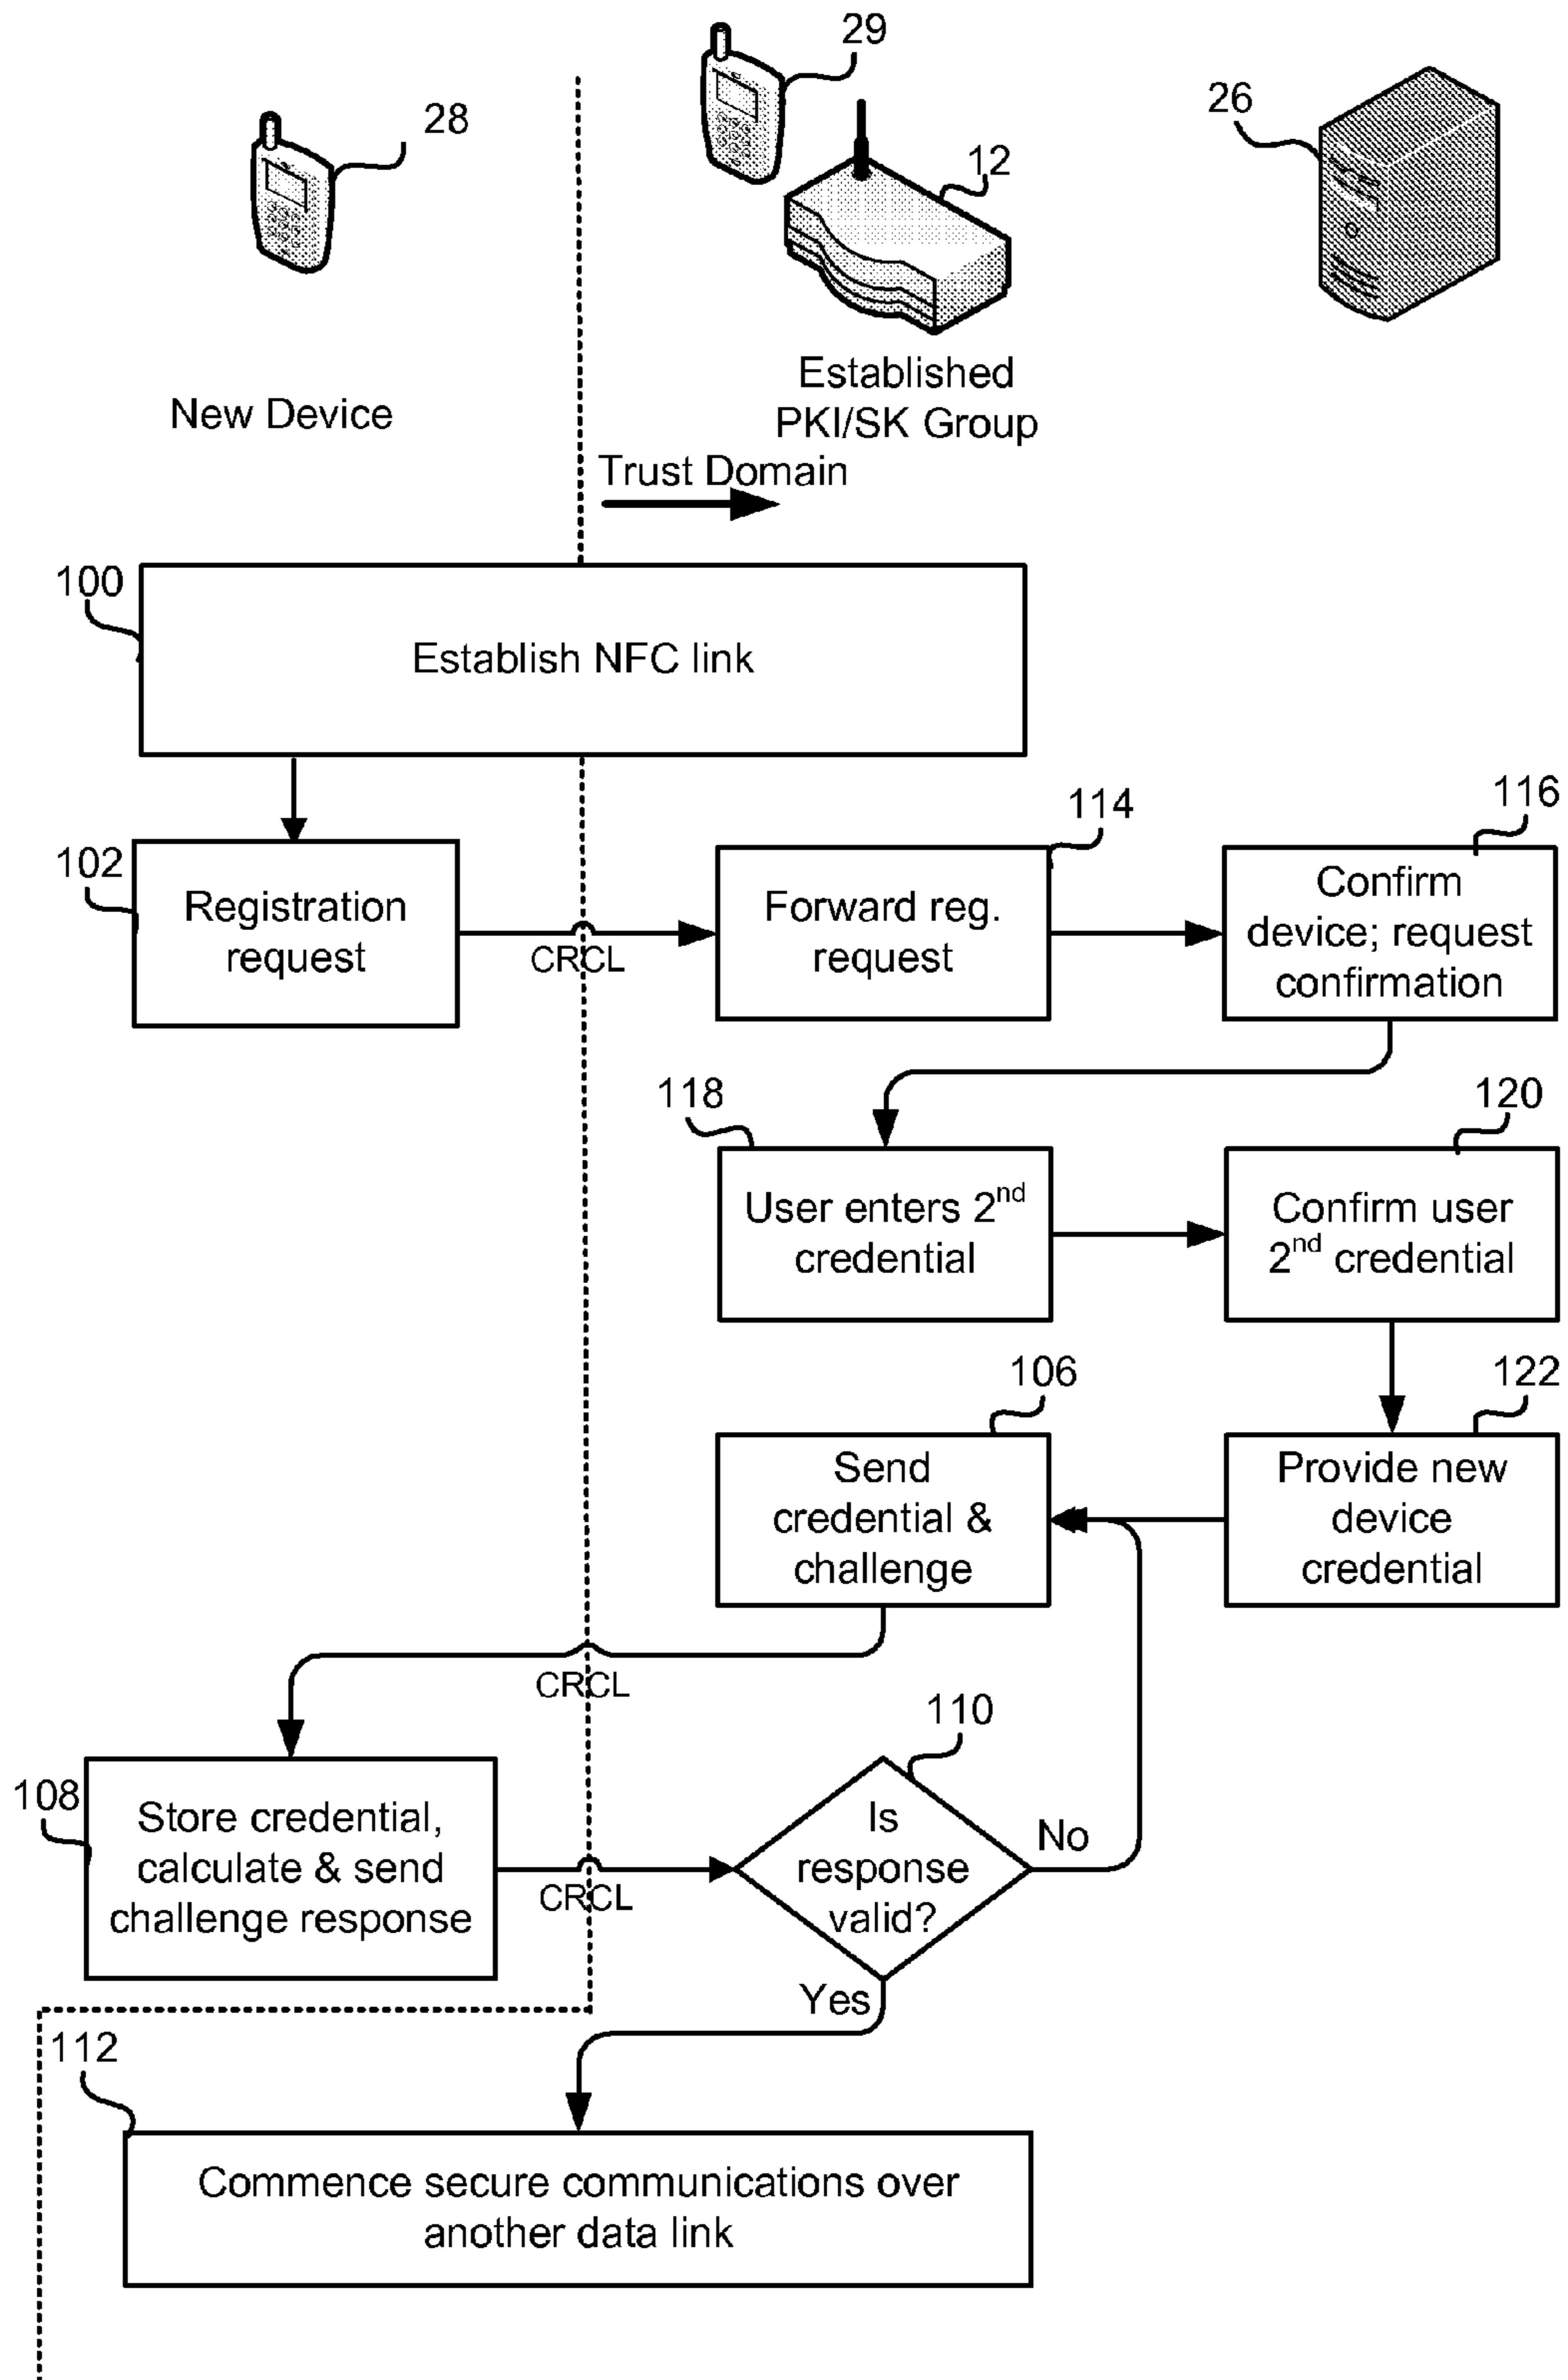 29
28
26
12
Established
PKI/SK Group
New Device
Trust Domain
100
Establish NFC link
114
116
102
Registration
request
CRCL
Forward reg.
request
Confirm
device; request
confirmation
118
120
User enters 2nd
credential
Confirm user
2nd credential
106
122
Send
credential &
challenge
Provide new
device
credential
CRCL
110
108
Store credential,
calculate & send
challenge response
CRCL
Is
response
valid?
No
Yes
112
Commence secure communications over
another data link